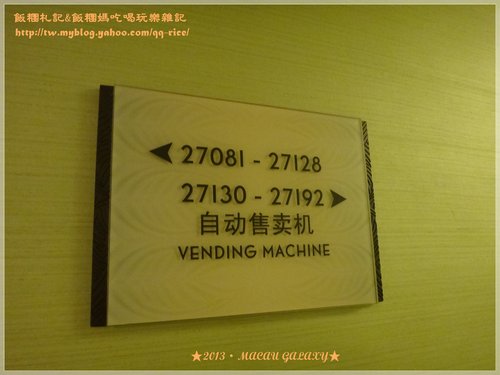 飯糰札記&飯糰媽吃喝玩樂雜記
http://tw.myblog.yahoo.com/qq-rice/
27081 - 27128
27130 - 27192
自动售卖机
VENDING MACHINE
★2013・MACAU GALAXY★